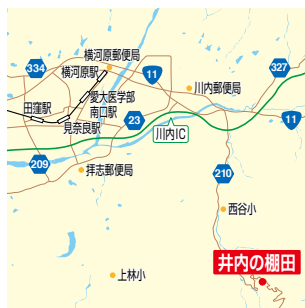 横河原郵便局
334
横河原駅
11
327
川内郵便局
愛大医学部
南口駅
田窪駅
見奈良駅
23
川内IC
11
209
拝志郵便局
210
西谷小
井内の棚田
上林小